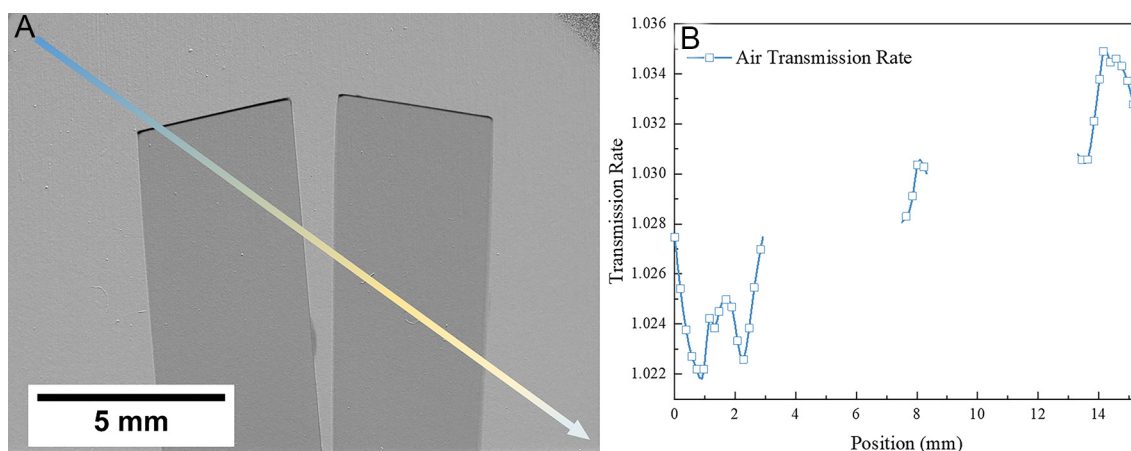 A
5 mm
B
Air Transmission Rate
Transmission Rate
1.036
1.034
1.032
1.030
1.028
1.026
1.024
1.022
0 2 4 6 8 10 12 14
Position (mm)